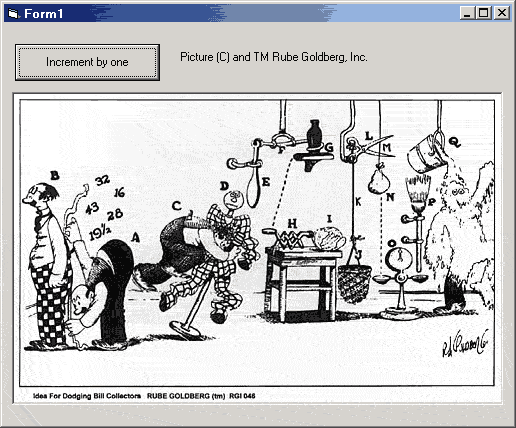 Form1
Increment by one
Picture (C) and TM Rube Goldberg, Inc.
B
32
16
43
28
19½
A
C
D
E
F
G
H
I
J
K
L
M
N
O
P
Q
Idea For Dodging Bill Collectors RUBE GOLDBERG (tm) RGI 046